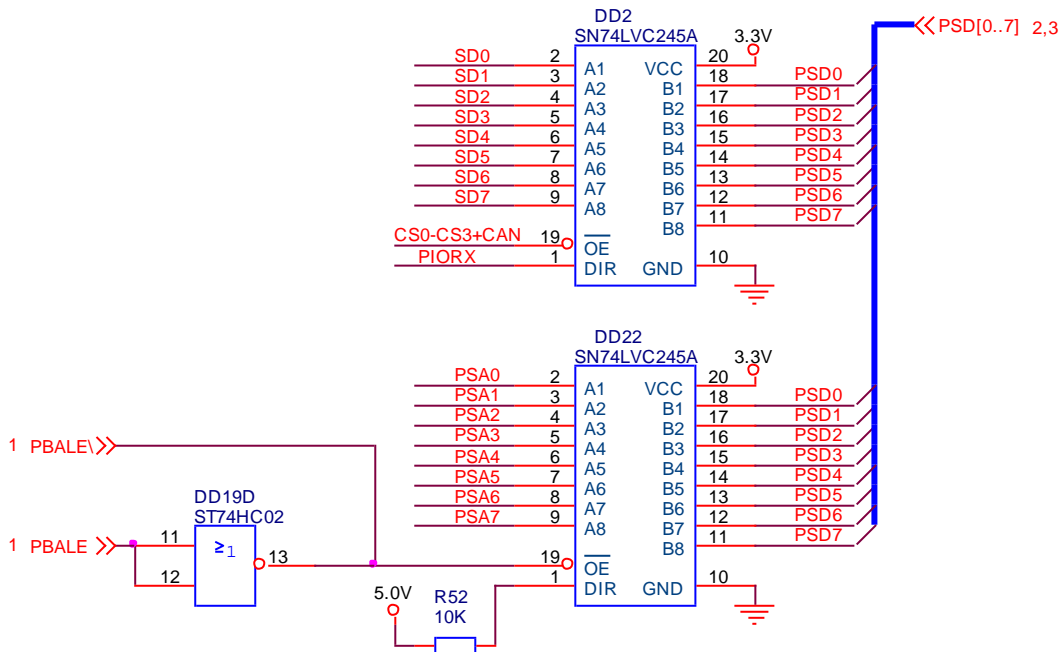 DD2
SN74LVC245A
3.3V
PSD[0..7] 2,3
SD0 2 A1 VCC 20
SD1 3 A2 B1 18 PSD0
SD2 4 A3 B2 17 PSD1
SD3 5 A4 B3 16 PSD2
SD4 6 A5 B4 15 PSD3
SD5 7 A6 B5 14 PSD4
SD6 8 A7 B6 13 PSD5
SD7 9 A8 B7 12 PSD6
B8 11 PSD7
CS0-CS3+CAN 19 OE
PIORX 1 DIR GND 10
DD22
SN74LVC245A
3.3V
PSA0 2 A1 VCC 20
PSA1 3 A2 B1 18 PSD0
PSA2 4 A3 B2 17 PSD1
PSA3 5 A4 B3 16 PSD2
PSA4 6 A5 B4 15 PSD3
PSA5 7 A6 B5 14 PSD4
PSA6 8 A7 B6 13 PSD5
PSA7 9 A8 B7 12 PSD6
B8 11 PSD7
19 OE
1 DIR GND 10
1 PBALE\
DD19D
ST74HC02
1 PBALE 11 ≥1 13
12
5.0V
R52
10K